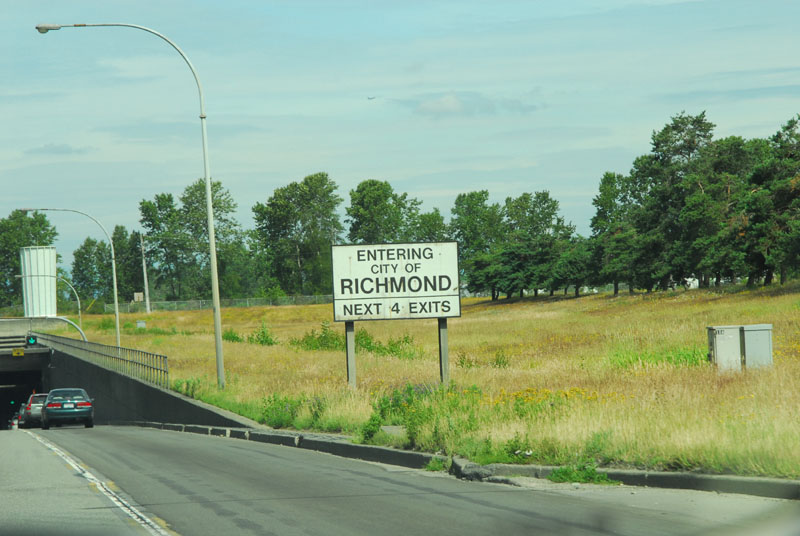 ENTERING
CITY OF
RICHMOND
NEXT 4 EXITS